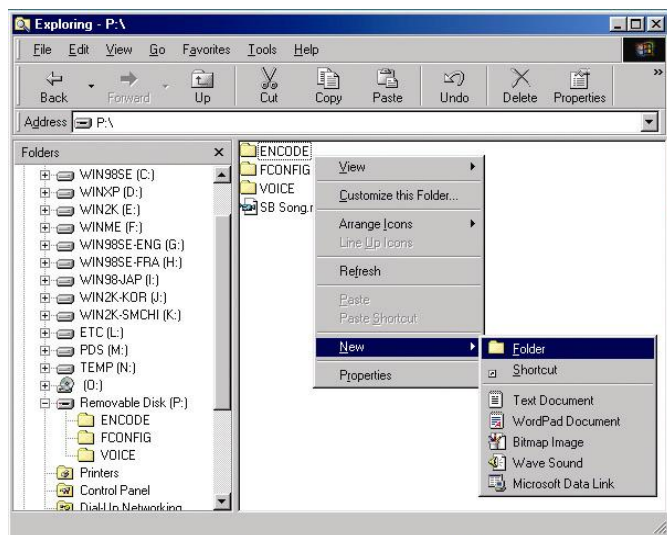 Exploring - P:\
File Edit View Go Favorites Tools Help
Back Forward Up Cut Copy Paste Undo Delete Properties »
Address P:\
Folders
WIN98SE (C:)
WINXP (D:)
WIN2K (E:)
WINME (F:)
WIN98SE-ENG (G:)
WIN98SE-FRA (H:)
WIN98-JAP (I:)
WIN2K-KOR (J:)
WIN2K-SMCHI (K:)
ETC (L:)
PDS (M:)
TEMP (N:)
(O:)
Removable Disk (P:)
ENCODE
FCONFIG
VOICE
Printers
Control Panel
Dial-Up Networking
ENCODE
FCONFIG
VOICE
SB Song.
View
Customize this Folder...
Arrange Icons
Line Up Icons
Refresh
Paste
Paste Shortcut
New
Properties
Folder
Shortcut
Text Document
WordPad Document
Bitmap Image
Wave Sound
Microsoft Data Link